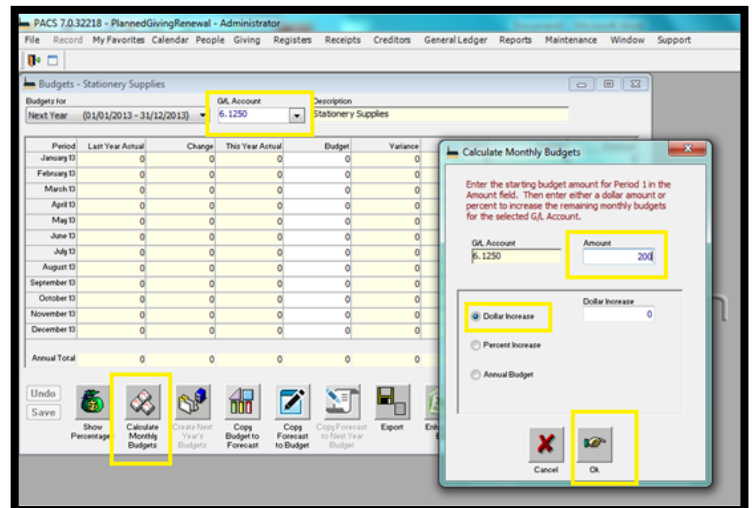 PACS 7.0.32218 - PlannedGivingRenewal - Administrator
File Record My Favorites Calendar People Giving Registers Receipts Creditors General Ledger Reports Maintenance Window Support
Budgets - Stationery Supplies
Budgets for G/L Account Description
Next Year (01/01/2013 - 31/12/2013) 6.1250 Stationery Supplies
Period Last Year Actual Change This Year Actual Budget Variance
January 13 0 0 0 0 0
February 13 0 0 0 0 0
March 13 0 0 0 0 0
April 13 0 0 0 0 0
May 13 0 0 0 0 0
June 13 0 0 0 0 0
July 13 0 0 0 0 0
August 13 0 0 0 0 0
September 13 0 0 0 0 0
October 13 0 0 0 0 0
November 13 0 0 0 0 0
December 13 0 0 0 0 0
Annual Total 0 0 0 0 0
Undo
Save
Show Percentage
Calculate Monthly Budgets
Create Next Year's Budgets
Copy Budget to Forecast
Copy Forecast to Budget
Copy Forecast to Next Year Budget
Export
Calculate Monthly Budgets
Enter the starting budget amount for Period 1 in the
Amount field. Then enter either a dollar amount or
percent to increase the remaining monthly budgets
for the selected G/L Account.
G/L Account Amount
6.1250 200
Dollar Increase
Dollar Increase 0
Percent Increase
Annual Budget
Cancel Ok